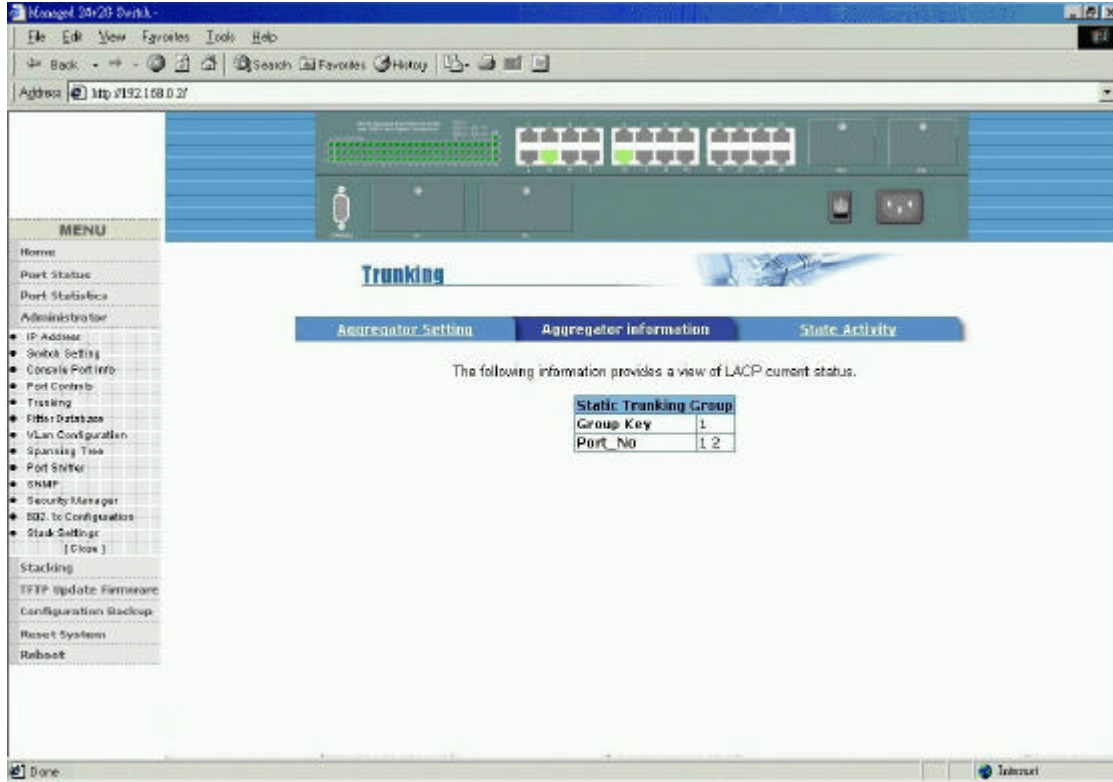 Managed 24+2G Switch -
File Edit View Favorites Tools Help
Back Search Favorites History
Address http://192.168.0.2/
MENU
Home
Port Status
Port Statistics
Administrator
IP Address
Switch Setting
Console Port Info
Port Controls
Trunking
Filter Database
VLan Configuration
Spanning Tree
Port Sniffer
SNMP
Security Manager
802.1x Configuration
Stack Settings
[ Close ]
Stacking
TFTP Update Firmware
Configuration Backup
Reset System
Reboot
Trunking
Aggregator Setting Aggregator information State Activity
The following information provides a view of LACP current status.
Static Trunking Group
Group Key 1
Port_No 1 2
Done Internet